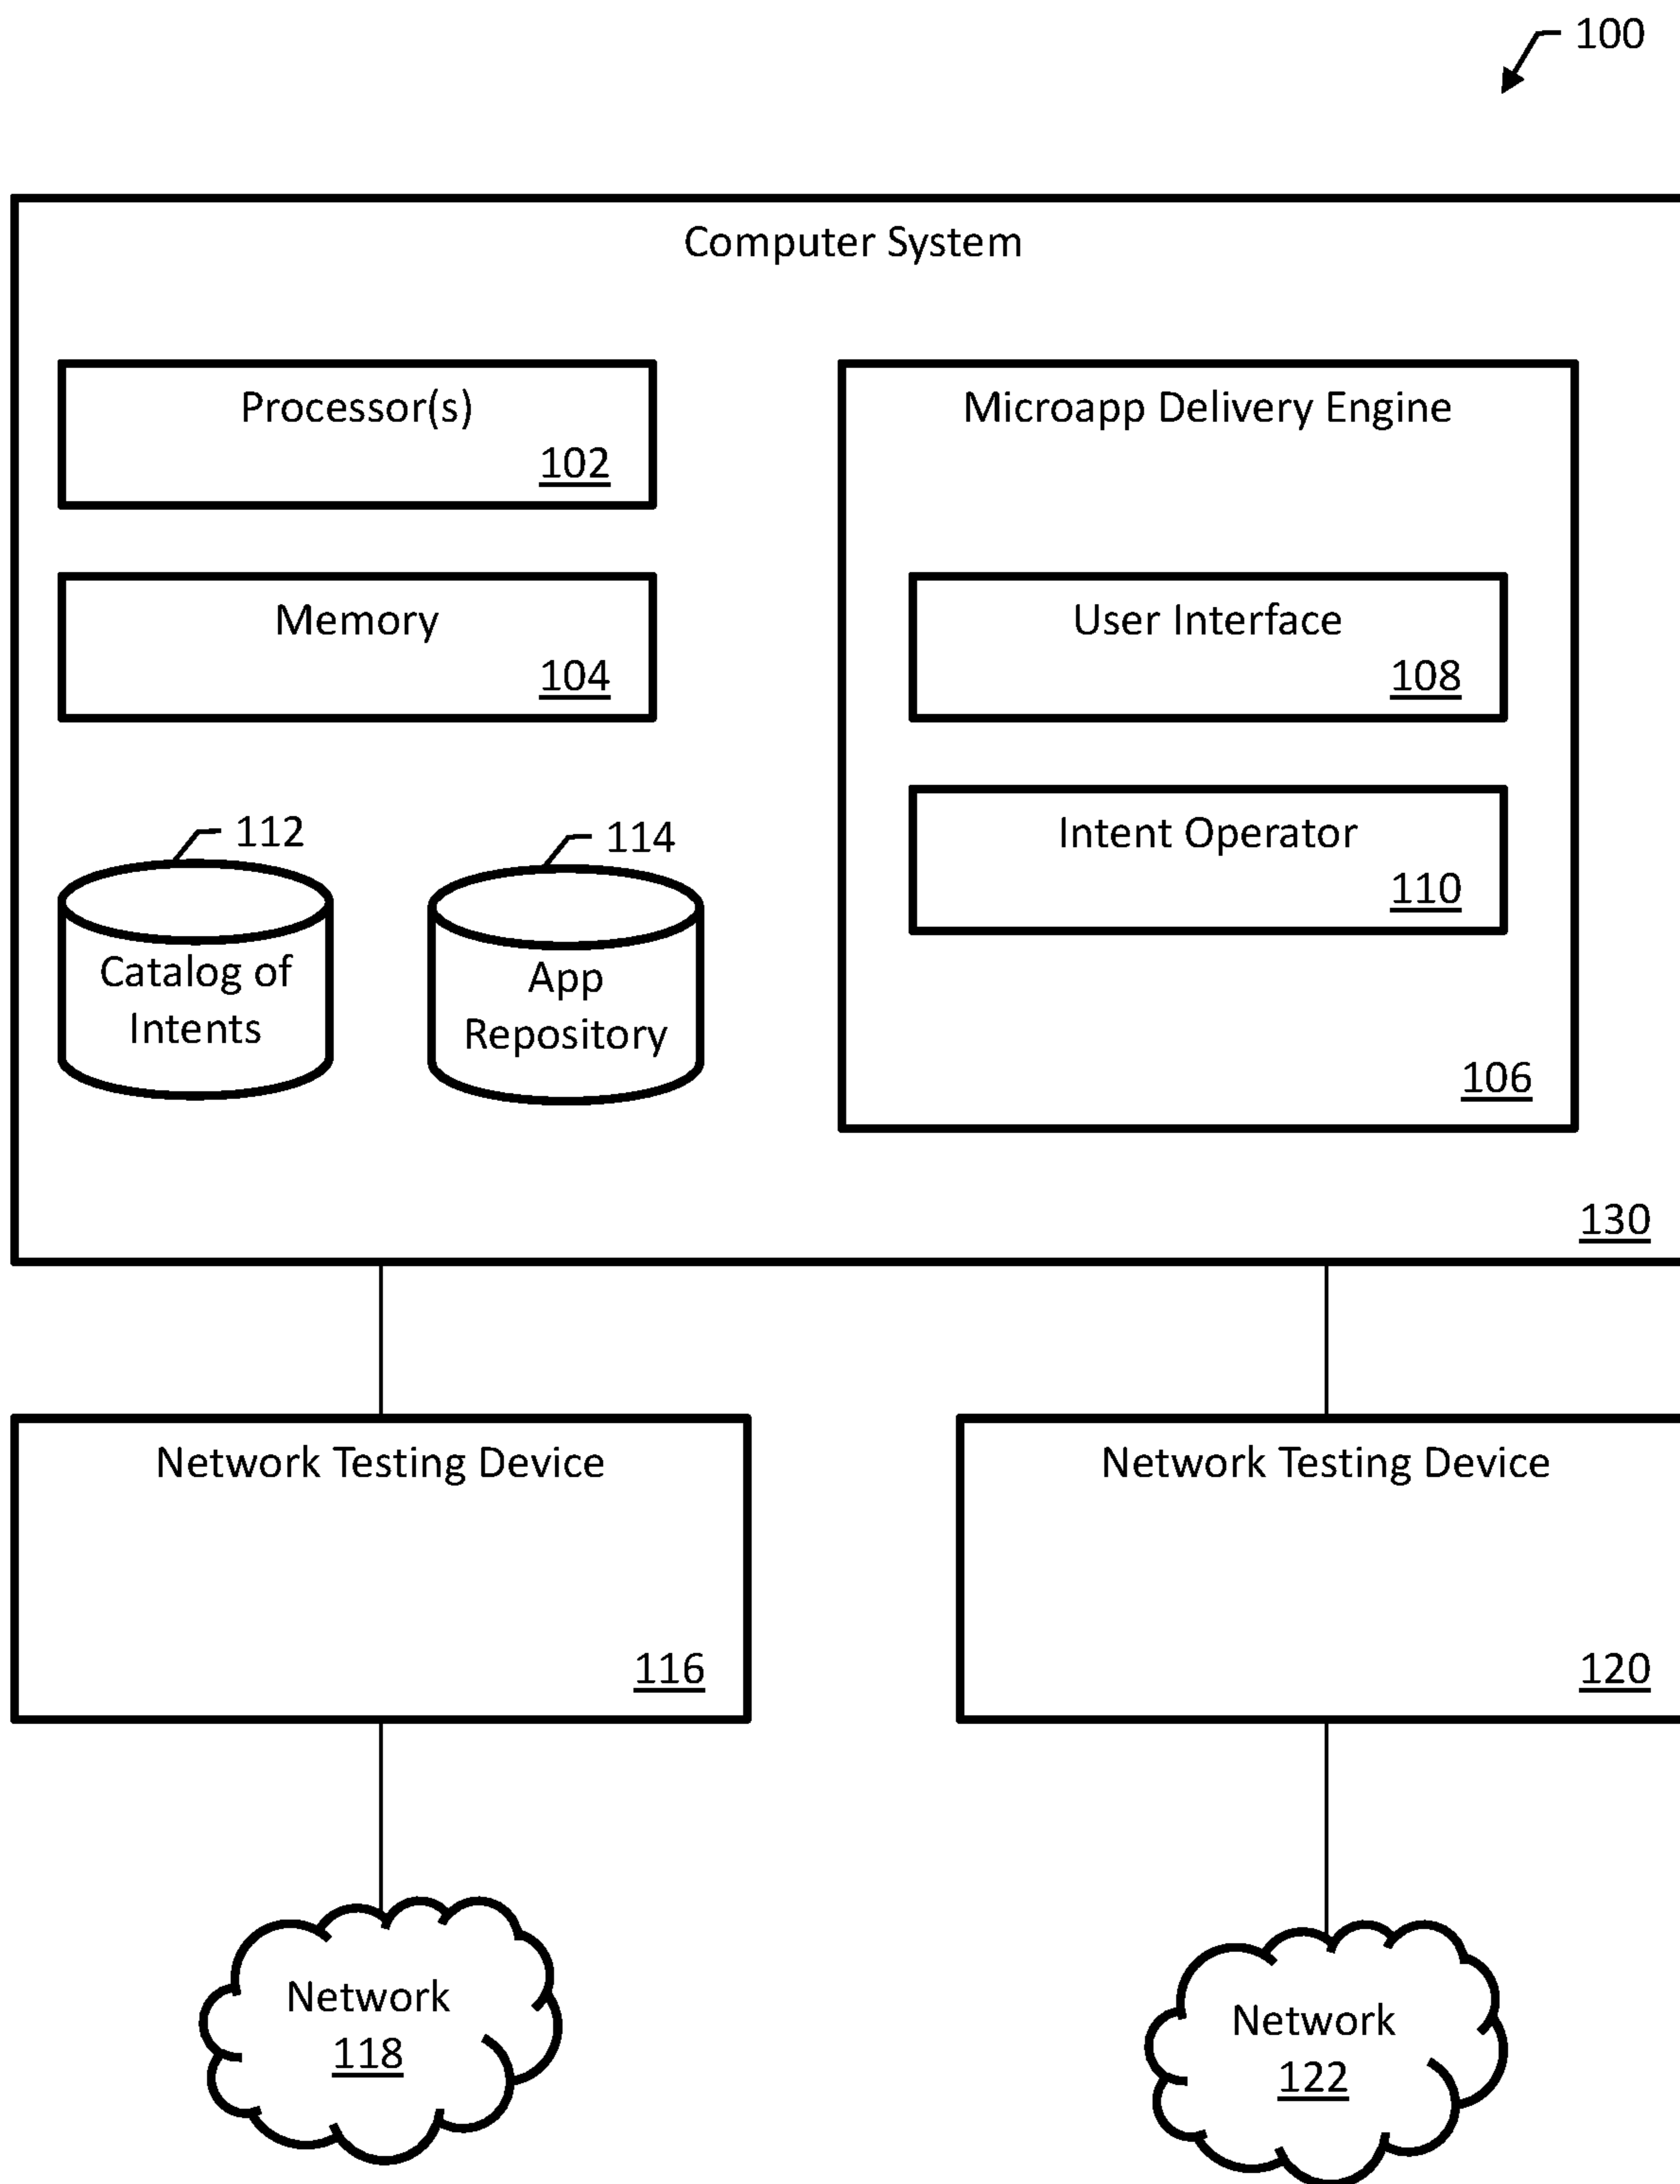 100
Computer System
Processor(s)
102
Memory
104
112
Catalog of
Intents
114
App
Repository
Microapp Delivery Engine
User Interface
108
Intent Operator
110
106
130
Network Testing Device
116
Network Testing Device
120
Network
118
Network
122